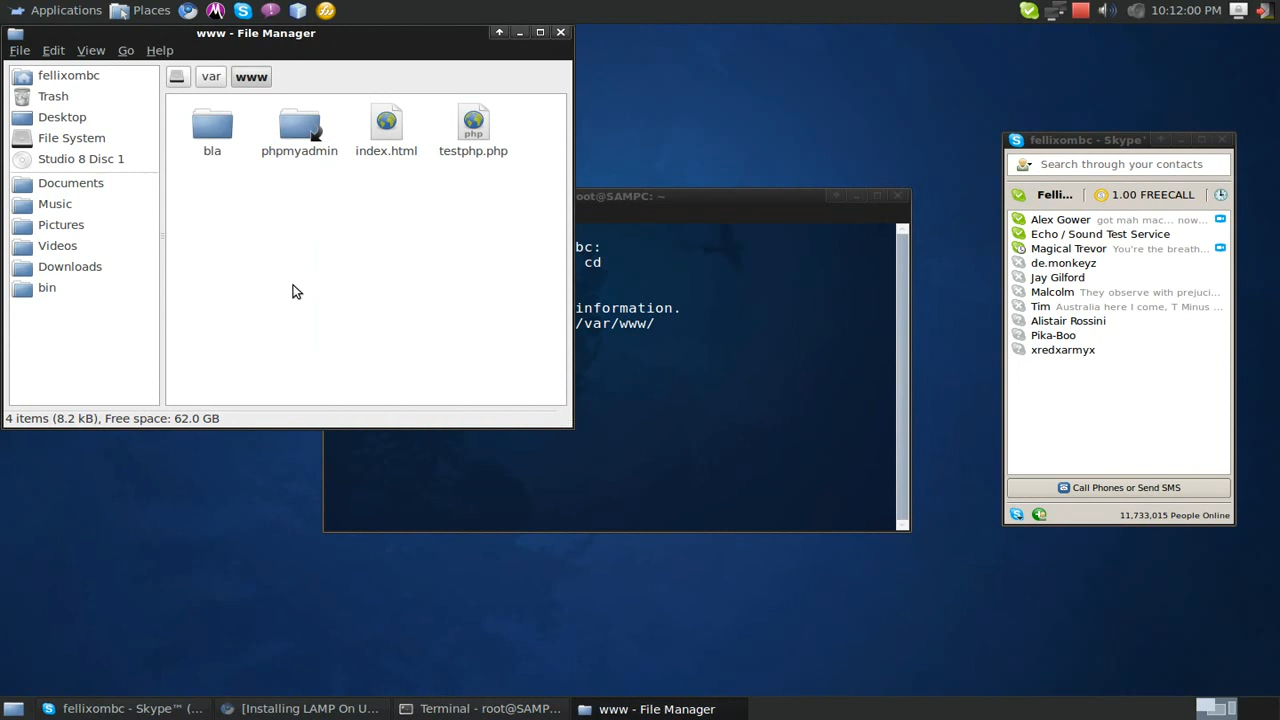 Applications Places 10:12:00 PM
www - File Manager
File Edit View Go Help
fellixombc
Trash
Desktop
File System
Studio 8 Disc 1
Documents
Music
Pictures
Videos
Downloads
bin
var www
bla phpmyadmin index.html testphp.php
php
4 items (8.2 kB), Free space: 62.0 GB
oot@SAMPC: ~
bc:
cd
information.
/var/www/
fellixombc - Skype™
Search through your contacts
Felli... 1.00 FREECALL
Alex Gower got mah mac... now...
Echo / Sound Test Service
Magical Trevor You're the breath...
de.monkeyz
Jay Gilford
Malcolm They observe with prejuci...
Tim Australia here I come, T Minus ...
Alistair Rossini
Pika-Boo
xredxarmyx
Call Phones or Send SMS
11,733,015 People Online
fellixombc - Skype™ (... [Installing LAMP On U... Terminal - root@SAMP... www - File Manager